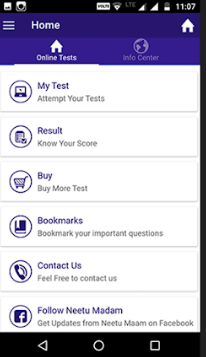 LTE 11:07
Home
Online Tests
Info Center
My Test
Attempt Your Tests
Result
Know Your Score
Buy
Buy More Test
Bookmarks
Bookmark your important questions
Contact Us
Feel Free to contact us
Follow Neetu Madam
Get Updates from Neetu Maam on Facebook